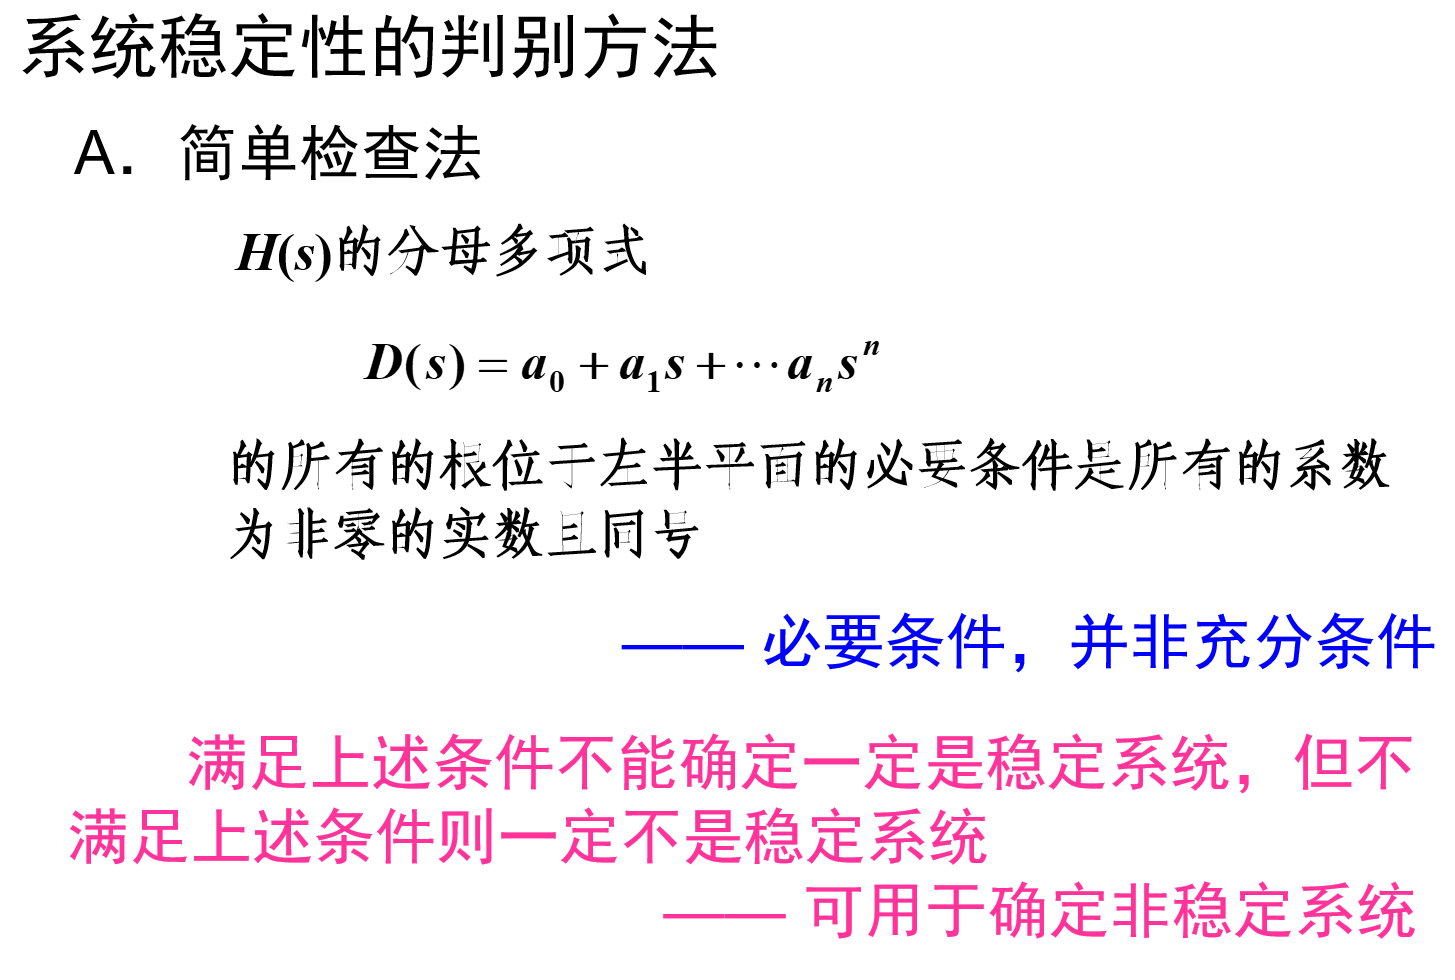 系统稳定性的判别方法
A. 简单检查法
H(s)的分母多项式
D(s) = a₀ + a₁s + ⋯ aₙsⁿ
的所有的根位于左半平面的必要条件是所有的系数
为非零的实数且同号
—— 必要条件，并非充分条件
满足上述条件不能确定一定是稳定系统，但不
满足上述条件则一定不是稳定系统
—— 可用于确定非稳定系统